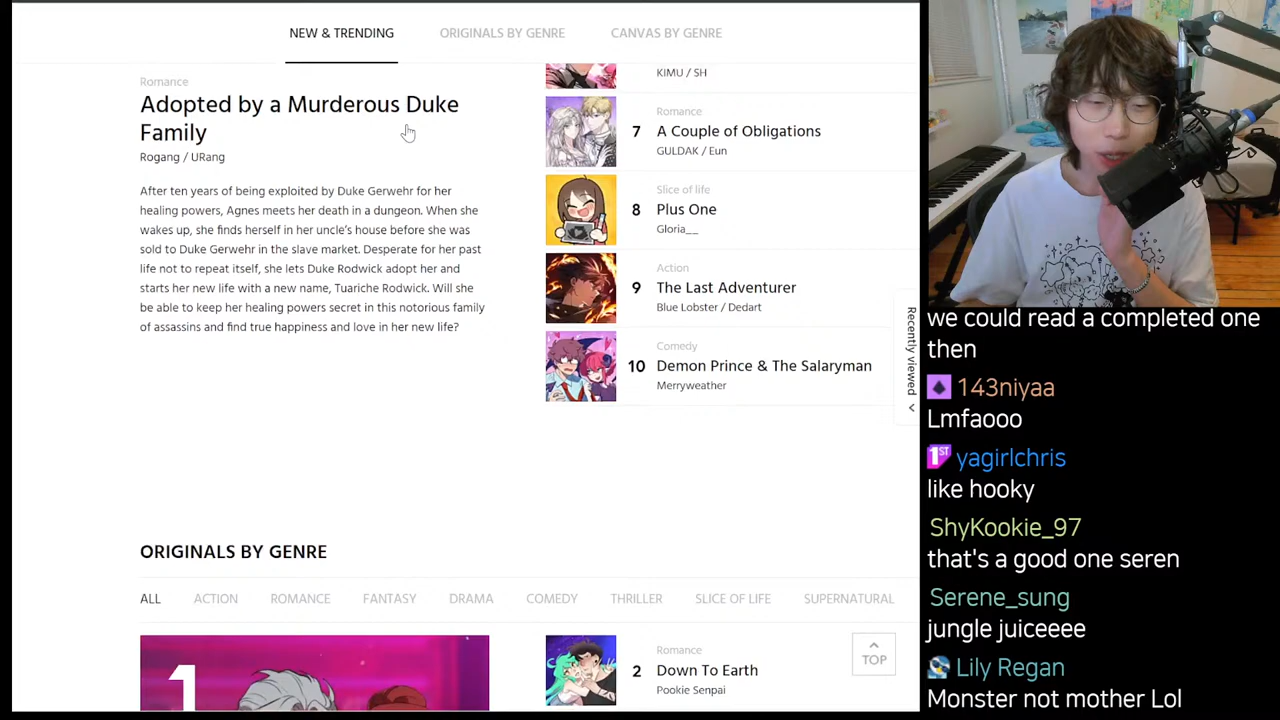 NEW & TRENDING
ORIGINALS BY GENRE
CANVAS BY GENRE
Romance
Adopted by a Murderous Duke
Family
Rogang / URang
After ten years of being exploited by Duke Gerwehr for her
healing powers, Agnes meets her death in a dungeon. When she
wakes up, she finds herself in her uncle's house before she was
sold to Duke Gerwehr in the slave market. Desperate for her past
life not to repeat itself, she lets Duke Rodwick adopt her and
starts her new life with a new name, Tuariche Rodwick. Will she
be able to keep her healing powers secret in this notorious family
of assassins and find true happiness and love in her new life?
KIMU / SH
Romance
7 A Couple of Obligations
GULDAK / Eun
Slice of life
8 Plus One
Gloria__
Action
9 The Last Adventurer
Blue Lobster / Dedart
Comedy
10 Demon Prince & The Salaryman
Merryweather
Recently viewed
ORIGINALS BY GENRE
ALL ACTION ROMANCE FANTASY DRAMA COMEDY THRILLER SLICE OF LIFE SUPERNATURAL
1
Romance
2 Down To Earth
Pookie Senpai
TOP
we could read a completed one
then
143niyaa
Lmfaooo
1ST yagirlchris
like hooky
ShyKookie_97
that's a good one seren
Serene_sung
jungle juiceeee
Lily Regan
Monster not mother Lol